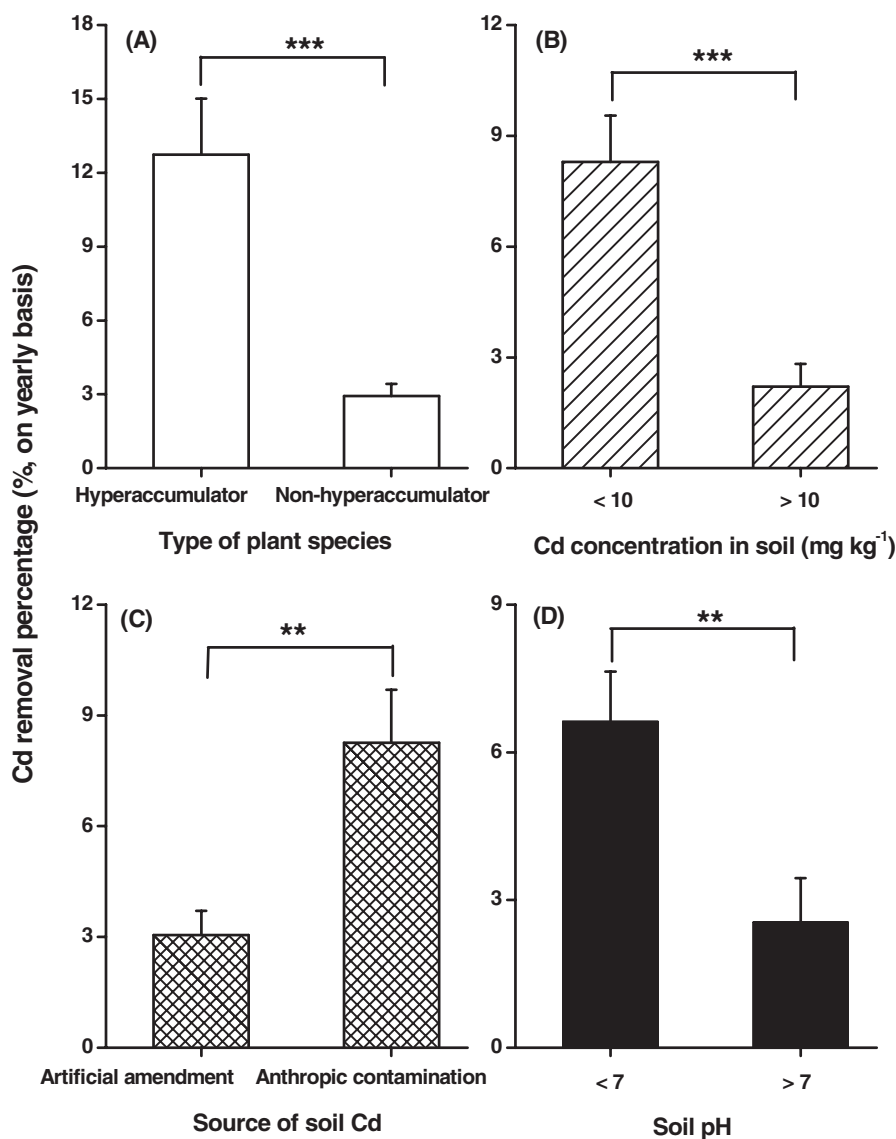 Cd removal percentage (%, on yearly basis)
(A)
***
18
15
12
9
6
3
0
Hyperaccumulator Non-hyperaccumulator
Type of plant species
(B)
***
12
9
6
3
0
< 10 > 10
Cd concentration in soil (mg kg⁻¹)
(C)
**
12
9
6
3
0
Artificial amendment Anthropic contamination
Source of soil Cd
(D)
**
9
6
3
0
< 7 > 7
Soil pH